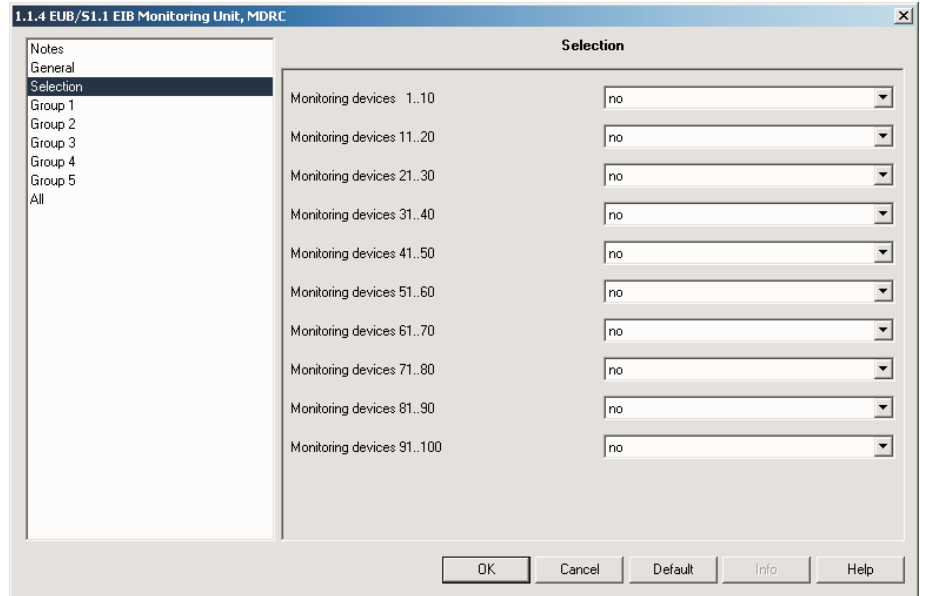 1.1.4 EUB/S1.1 EIB Monitoring Unit, MDRC
Notes
General
Selection
Group 1
Group 2
Group 3
Group 4
Group 5
All
Selection
Monitoring devices 1..10 no
Monitoring devices 11..20 no
Monitoring devices 21..30 no
Monitoring devices 31..40 no
Monitoring devices 41..50 no
Monitoring devices 51..60 no
Monitoring devices 61..70 no
Monitoring devices 71..80 no
Monitoring devices 81..90 no
Monitoring devices 91..100 no
OK Cancel Default Info Help